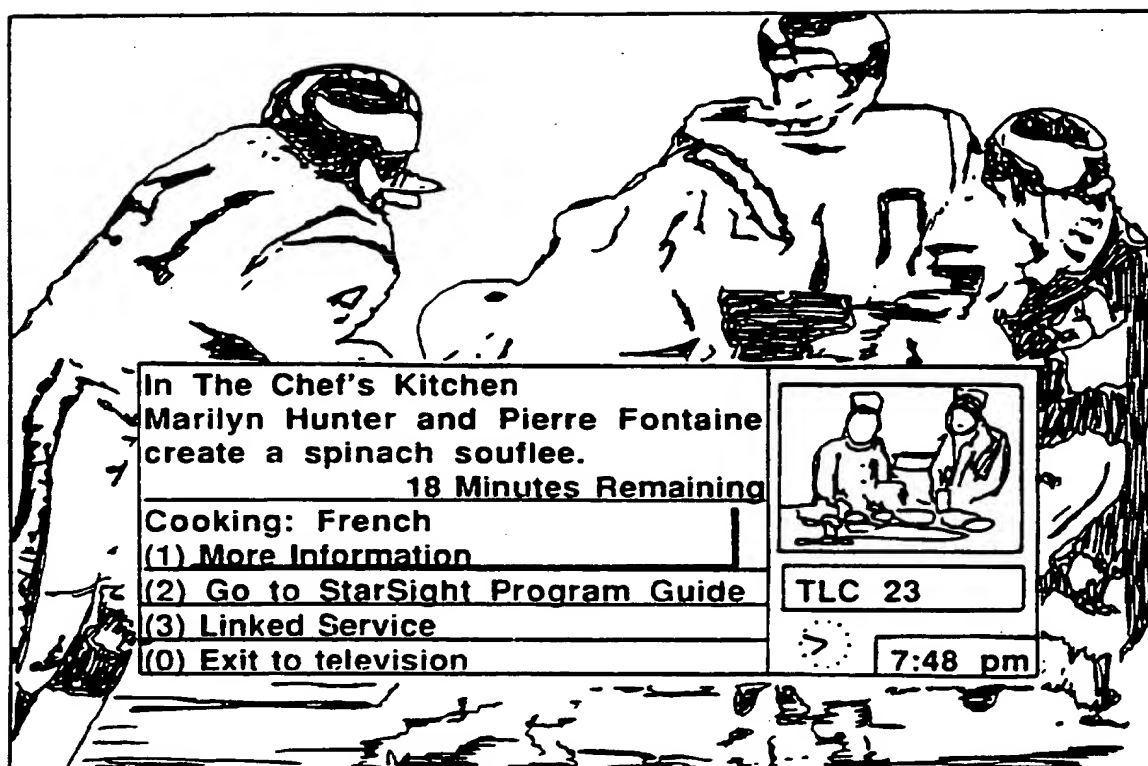 In The Chef's Kitchen
Marilyn Hunter and Pierre Fontaine
create a spinach souflee.
18 Minutes Remaining
Cooking: French
(1) More Information
(2) Go to StarSight Program Guide
(3) Linked Service
(0) Exit to television
TLC 23
7:48 pm